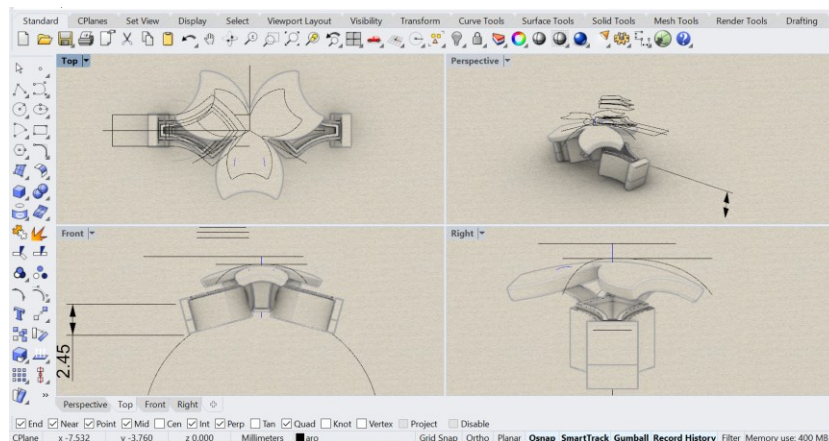 Standard CPlanes Set View Display Select Viewport Layout Visibility Transform Curve Tools Surface Tools Solid Tools Mesh Tools Render Tools Drafting
Top
Perspective
Front
Right
2.45
Perspective Top Front Right
End Near Point Mid Cen Int Perp Tan Quad Knot Vertex Project Disable
CPlane x -7.532 y -3.760 z 0.000 Millimeters aro Grid Snap Ortho Planar Osnap SmartTrack Gumball Record History Filter Memory use: 400 MB